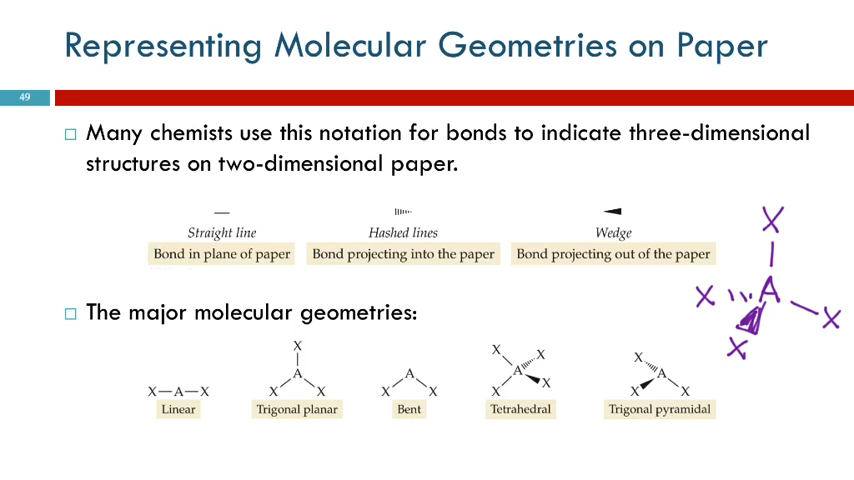 Representing Molecular Geometries on Paper
49
Many chemists use this notation for bonds to indicate three-dimensional
structures on two-dimensional paper.
Straight line
Bond in plane of paper
Hashed lines
Bond projecting into the paper
Wedge
Bond projecting out of the paper
X
X A
X
X
The major molecular geometries:
X—A—X
Linear
X
A
X X
Trigonal planar
A
X X
Bent
X X
A
X X
Tetrahedral
X
A
X X
Trigonal pyramidal